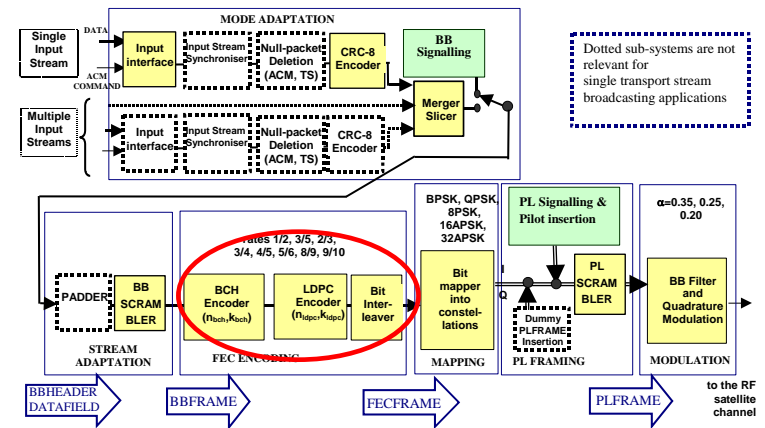 MODE ADAPTATION
Single
Input
Stream
DATA
ACM
COMMAND
Input
interface
Input Stream
Synchroniser
Null-packet
Deletion
(ACM, TS)
CRC-8
Encoder
BB
Signalling
Merger
Slicer
Multiple
Input
Streams
Input
interface
Input Stream
Synchroniser
Null-packet
Deletion
(ACM, TS)
CRC-8
Encoder
Dotted sub-systems are not
relevant for
single transport stream
broadcasting applications
PADDER
BB
SCRAM
BLER
STREAM
ADAPTATION
rates 1/2, 3/5, 2/3,
3/4, 4/5, 5/6, 8/9, 9/10
BCH
Encoder
(nbch,kbch)
LDPC
Encoder
(nldpc,kldpc)
Bit
Inter-
leaver
FEC ENCODING
BPSK, QPSK,
8PSK,
16APSK,
32APSK
Bit
mapper
into
constel-
lations
MAPPING
I
Q
PL Signalling &
Pilot insertion
PL
SCRAM
BLER
Dummy
PLFRAME
Insertion
PL FRAMING
α=0.35, 0.25,
0.20
BB Filter
and
Quadrature
Modulation
MODULATION
BBHEADER
DATAFIELD
BBFRAME
FECFRAME
PLFRAME
to the RF
satellite
channel